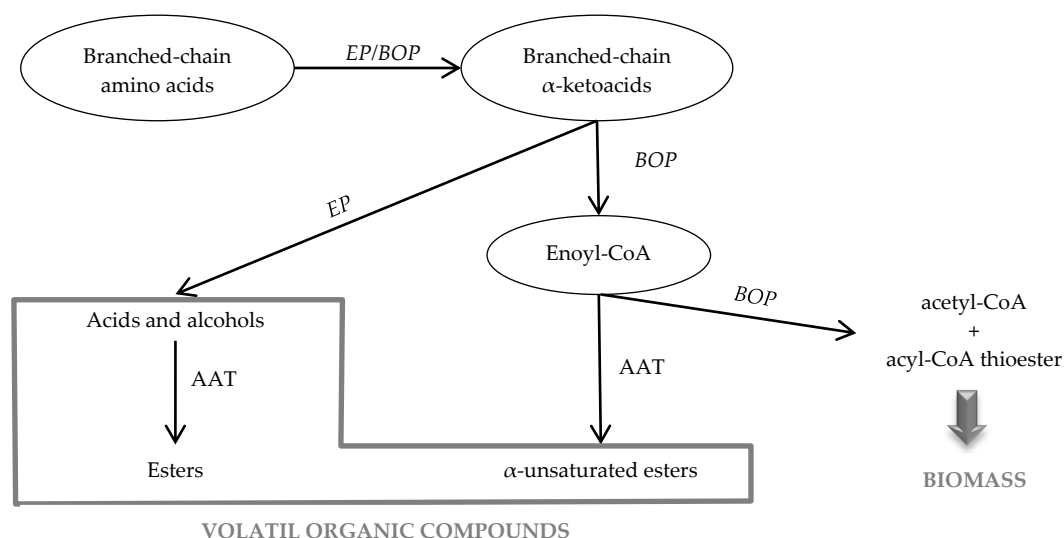 Branched-chain
amino acids
EP/BOP
Branched-chain
α-ketoacids
BOP
EP
Enoyl-CoA
BOP
acetyl-CoA
+
acyl-CoA thioester
Acids and alcohols
AAT
AAT
Esters
α-unsaturated esters
BIOMASS
VOLATIL ORGANIC COMPOUNDS